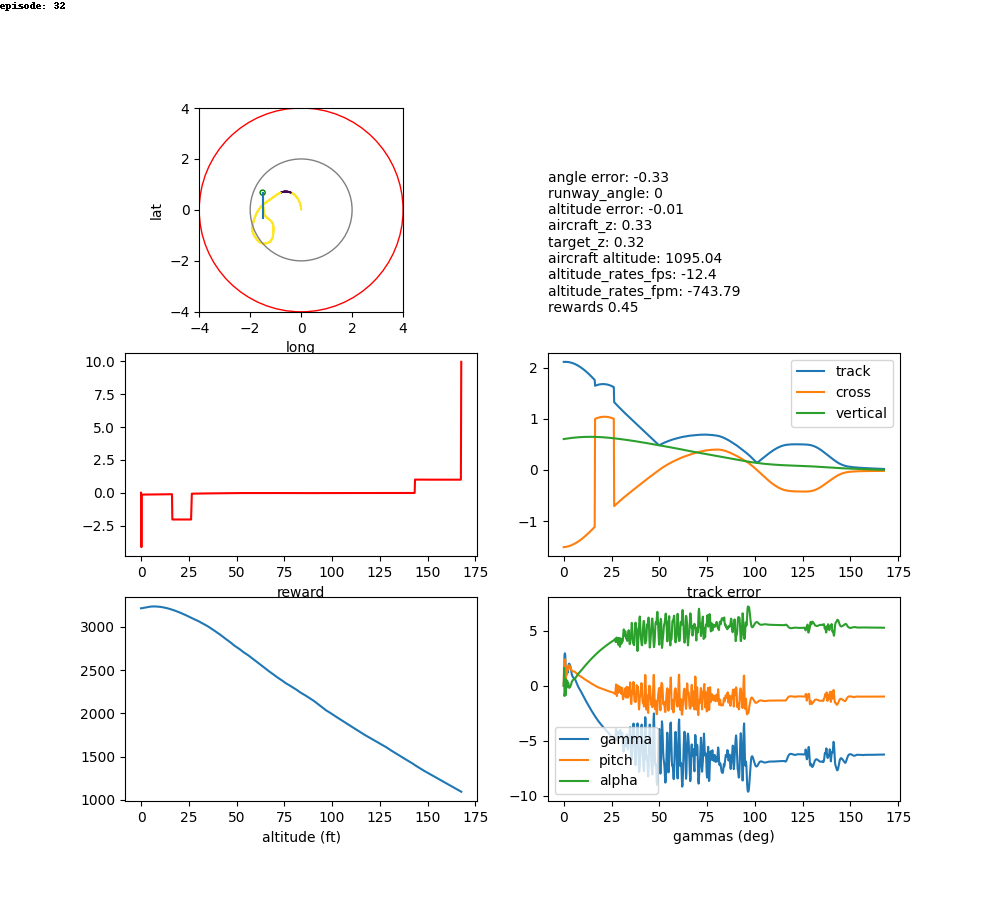 episode: 32
4
2
0
−2
−4
lat
−4 −2 0 2 4
long
angle error: -0.33
runway_angle: 0
altitude error: -0.01
aircraft_z: 0.33
target_z: 0.32
aircraft altitude: 1095.04
altitude_rates_fps: -12.4
altitude_rates_fpm: -743.79
rewards 0.45
10.0
7.5
5.0
2.5
0.0
−2.5
0 25 50 75 100 125 150 175
reward
2
1
0
−1
track
cross
vertical
0 25 50 75 100 125 150 175
track error
3000
2500
2000
1500
1000
0 25 50 75 100 125 150 175
altitude (ft)
5
0
−5
−10
gamma
pitch
alpha
0 25 50 75 100 125 150 175
gammas (deg)